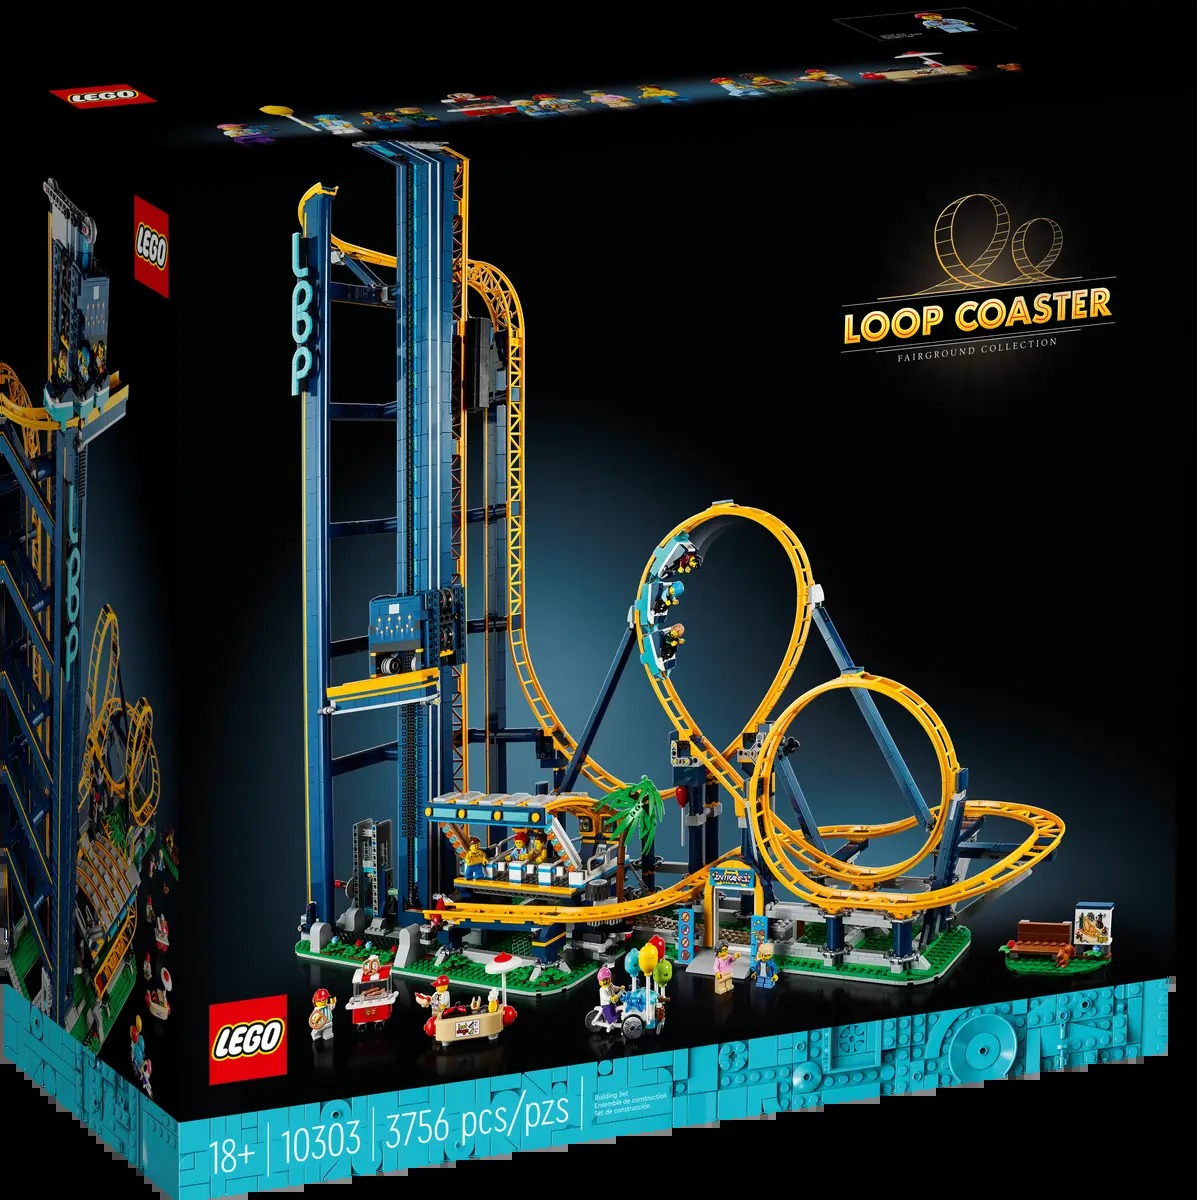 LEGO
LEGO
LOOP COASTER
FAIRGROUND COLLECTION
LOOP
LOOP
ENTRANCE
LEGO
18+ 10303 3756 pcs/pzs
Building Set
Ensemble de construction
Set de construcción